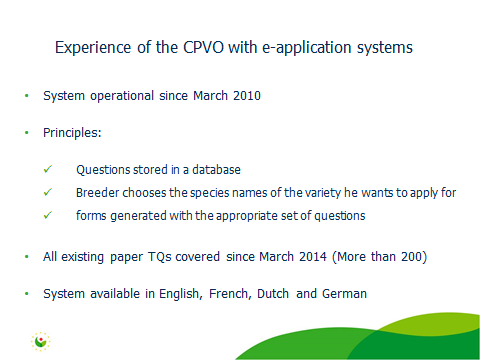 Experience of the CPVO with e-application systems
• System operational since March 2010
• Principles:
✓ Questions stored in a database
✓ Breeder chooses the species names of the variety he wants to apply for
✓ forms generated with the appropriate set of questions
• All existing paper TQs covered since March 2014 (More than 200)
• System available in English, French, Dutch and German